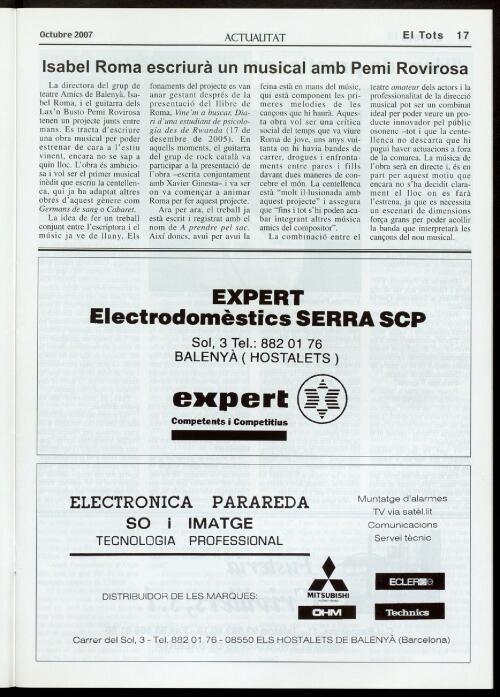 Octubre 2007
ACTUALITAT
El Tots 17
Isabel Roma escriurà un musical amb Pemi Rovirosa
La directora del grup de
teatre Amics de Balenyà, Isa-
bel Roma, i el guitarra dels
Lax'n Busto Pemi Rovirosa
tenen un projecte junts entre
mans. Es tracta d'escriure
una obra musical per poder
estrenar de cara a l'estiu
vinent, encara no se sap a
quin lloc. L'obra és ambicio-
sa i vol ser el primer musical
inèdit que escriu la centellen-
ca, qui ja ha adaptat altres
obres d'aquest gènere com
Germans de sang o Cabaret.
La idea de fer un treball
conjunt entre l'escriptora i el
músic ja ve de lluny. Els
fonaments del projecte es van
anar gestant després de la
presentació del llibre de
Roma, Vine'm a buscar. Dia-
ri d'una estudiant de psicolo-
gia des de Rwanda (17 de
desembre de 2005). En
aquells moments, el guitarra
del grup de rock català va
participar a la presentació de
l'obra –escrita conjuntament
amb Xavier Ginesta– i va ser
on va començar a animar
Roma per fer aquest projecte.
Ara per ara, el treball ja
està escrit i registrat amb el
nom de A prendre pel sac.
Així doncs, avui per avui la
feina està en mans del músic,
qui està component les pri-
meres melodies de les
cançons que hi haurà. Aques-
ta obra vol ser una crítica
social del temps que va viure
Roma de jove, uns anys vui-
tanta on hi havia bandes de
carrer, drogues i enfronta-
ments entre pares i fills
davant dues maneres de con-
cebre el món. La centellenca
està "molt il·lusionada amb
aquest projecte" i assegura
que "fins i tot s'hi poden aca-
bar integrant altres música
amics del compositor".
La combinació entre el
teatre amateur dels actors i la
professionalitat de la direcció
musical pot ser un combinat
ideal per poder veure un pro-
ducte innovador pel públic
osonenc –tot i que la cente-
llenca no descarta que hi
pugui haver actuacions a fora
de la comarca. La música de
l'obra serà en directe i, és en
part per aquest motiu que
encara no s'ha decidit clara-
ment el lloc on es farà
l'estrena, ja que es necessita
un escenari de dimensions
força grans per poder acollir
la banda que interpretarà les
cançons del nou musical.
EXPERT
Electrodomèstics SERRA SCP
Sol, 3 Tel.: 882 01 76
BALENYÀ ( HOSTALETS )
expert
Competents i Competitius
ELECTRONICA PARAREDA
SO i IMATGE
TECNOLOGIA PROFESSIONAL
Muntatge d'alarmes
TV via satèl.lit
Comunicacions
Servei tècnic
DISTRIBUIDOR DE LES MARQUES:
MITSUBISHI
ECLER
OHM
Technics
Carrer del Sol, 3 - Tel. 882 01 76 - 08550 ELS HOSTALETS DE BALENYÀ (Barcelona)